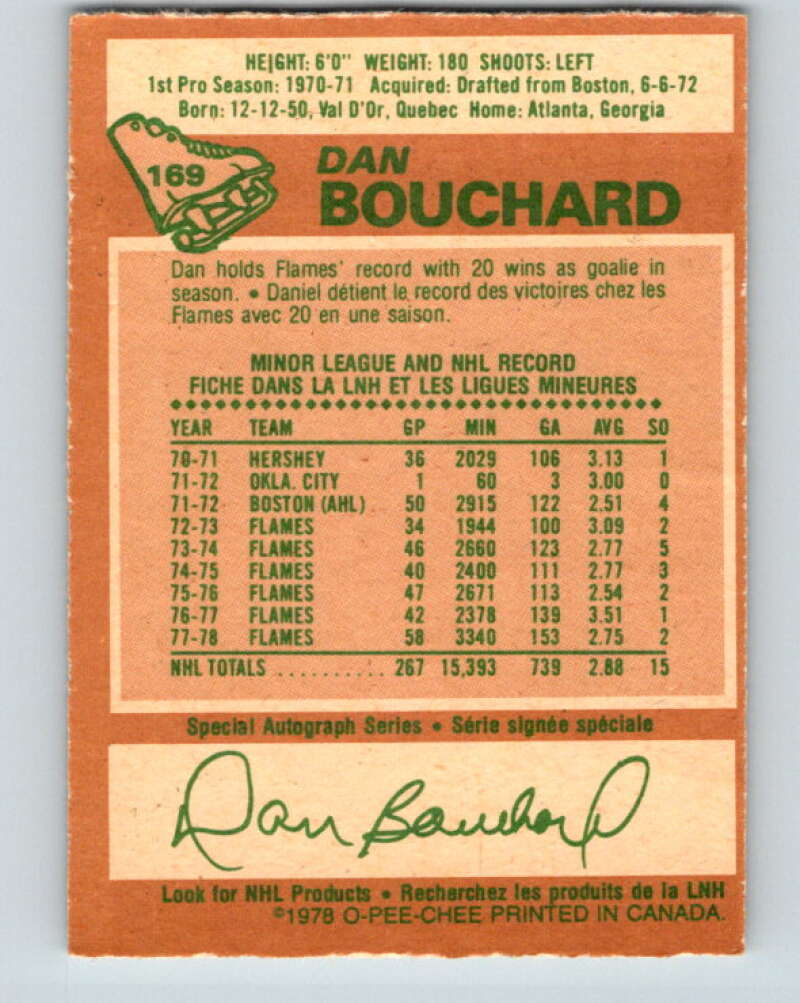 HEIGHT: 6'0" WEIGHT: 180 SHOOTS: LEFT
1st Pro Season: 1970-71 Acquired: Drafted from Boston, 6-6-72
Born: 12-12-50, Val D'Or, Quebec Home: Atlanta, Georgia
169
DAN
BOUCHARD
Dan holds Flames' record with 20 wins as goalie in
season. • Daniel détient le record des victoires chez les
Flames avec 20 en une saison.
MINOR LEAGUE AND NHL RECORD
FICHE DANS LA LNH ET LES LIGUES MINEURES
YEAR TEAM GP MIN GA AVG SO
70-71 HERSHEY 36 2029 106 3.13 1
71-72 OKLA. CITY 1 60 3 3.00 0
71-72 BOSTON (AHL) 50 2915 122 2.51 4
72-73 FLAMES 34 1944 100 3.09 2
73-74 FLAMES 46 2660 123 2.77 5
74-75 FLAMES 40 2400 111 2.77 3
75-76 FLAMES 47 2671 113 2.54 2
76-77 FLAMES 42 2378 139 3.51 1
77-78 FLAMES 58 3340 153 2.75 2
NHL TOTALS .......... 267 15,393 739 2.88 15
Special Autograph Series • Série signée spéciale
Dan Bouchard
Look for NHL Products • Recherchez les produits de la LNH
©1978 O-PEE-CHEE PRINTED IN CANADA.